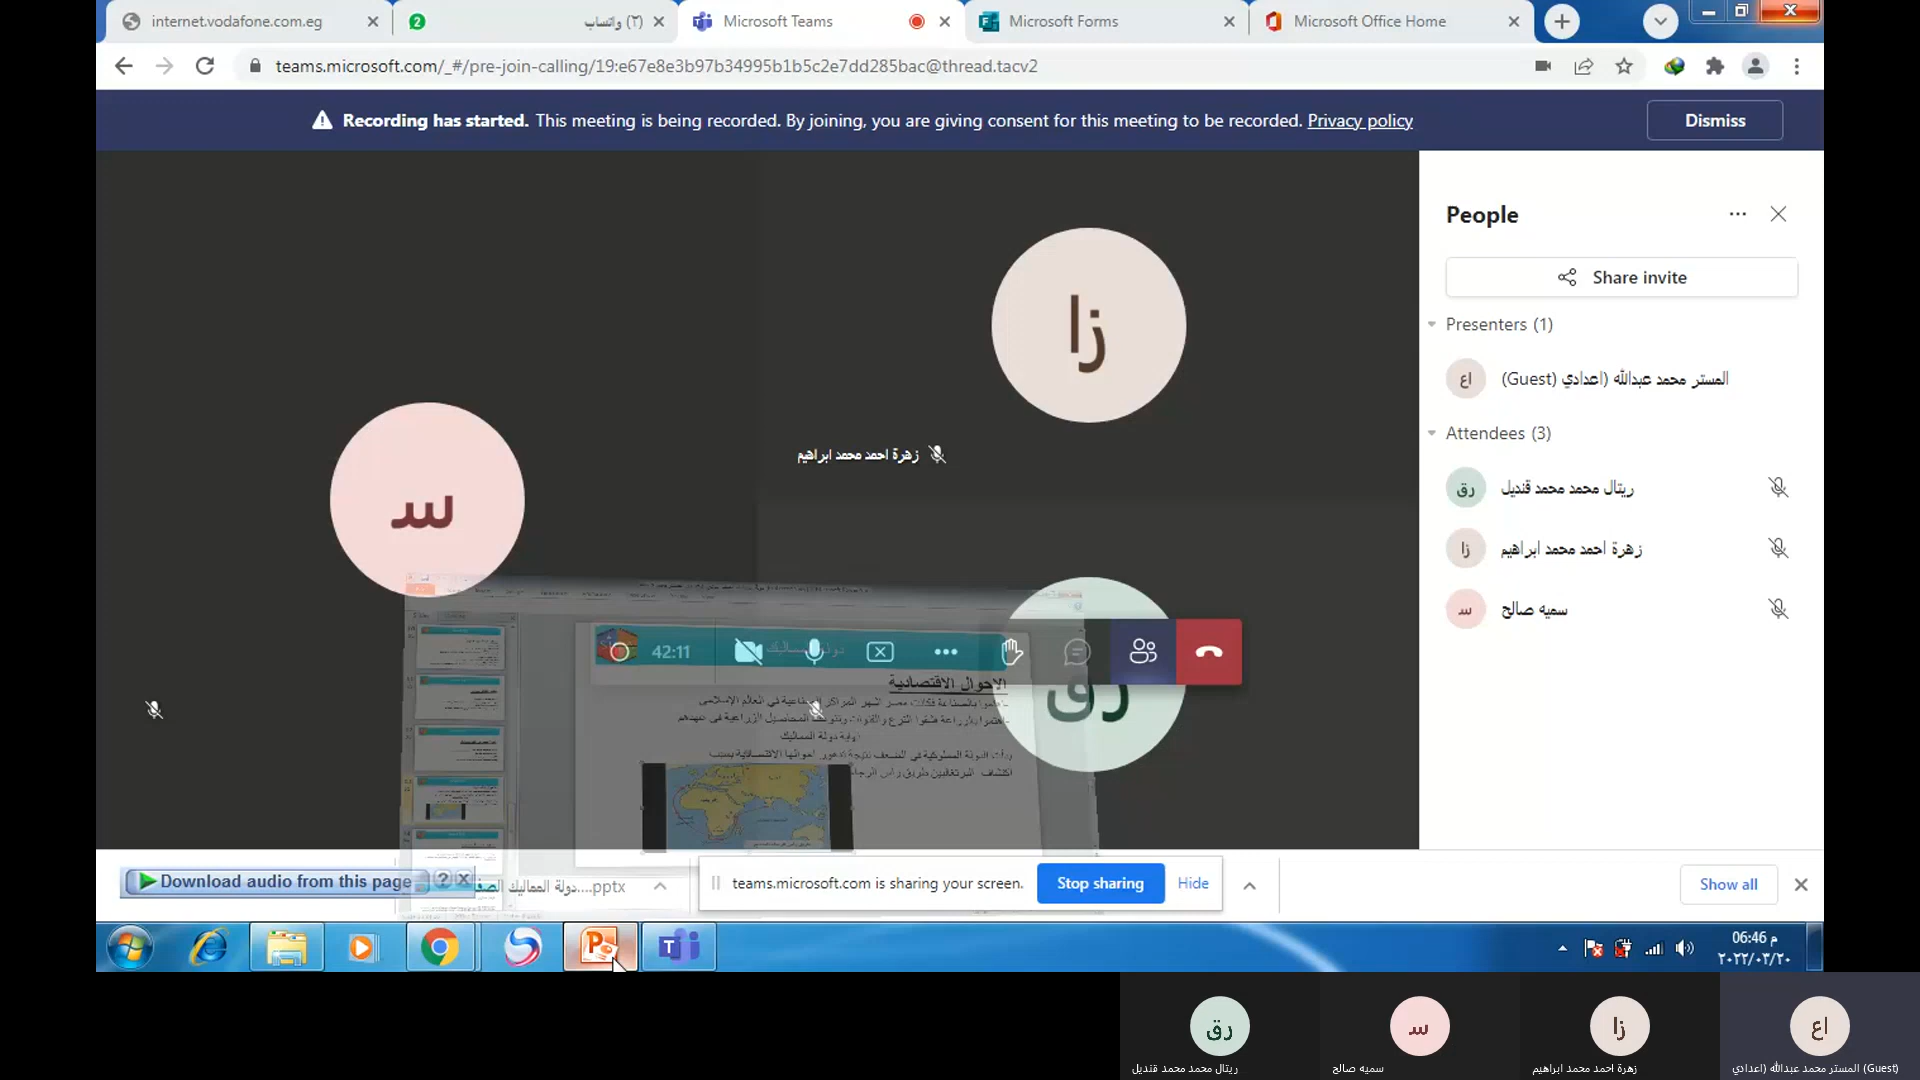 internet.vodafone.com.eg
(٢) واتساب
Microsoft Teams
Microsoft Forms
Microsoft Office Home
teams.microsoft.com/_#/pre-join-calling/19:e67e8e3b97b34995b1b5c2e7dd285bac@thread.tacv2
Recording has started. This meeting is being recorded. By joining, you are giving consent for this meeting to be recorded. Privacy policy
Dismiss
People
Share invite
Presenters (1)
اع
المستر محمد عبدالله (اعدادي (Guest)
Attendees (3)
رق
ريتال محمد محمد قنديل
زا
زهرة احمد محمد ابراهيم
س
سميه صالح
زا
زهرة احمد محمد ابراهيم
س
رق
42:11
الاحوال الاقتصادية
نهاية دولة المماليك
Download audio from this page
دولة المماليك الصف....pptx
teams.microsoft.com is sharing your screen.
Stop sharing
Hide
Show all
06:46 م
٢٠٢٢/٠٣/٢٠
رق
ريتال محمد محمد قنديل
س
سميه صالح
زا
زهرة احمد محمد ابراهيم
اع
المستر محمد عبدالله (اعدادي (Guest)